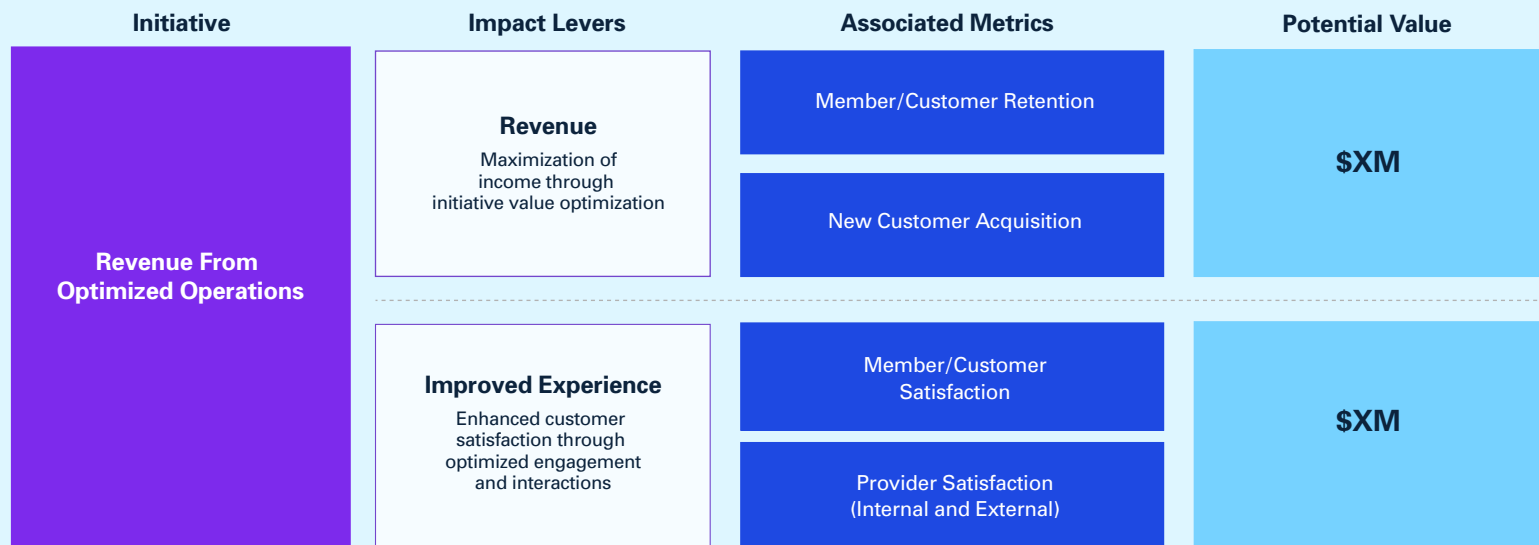 Initiative
Impact Levers
Associated Metrics
Potential Value
Revenue From
Optimized Operations
Revenue
Maximization of
income through
initiative value optimization
Member/Customer Retention
New Customer Acquisition
$XM
Improved Experience
Enhanced customer
satisfaction through
optimized engagement
and interactions
Member/Customer
Satisfaction
Provider Satisfaction
(Internal and External)
$XM